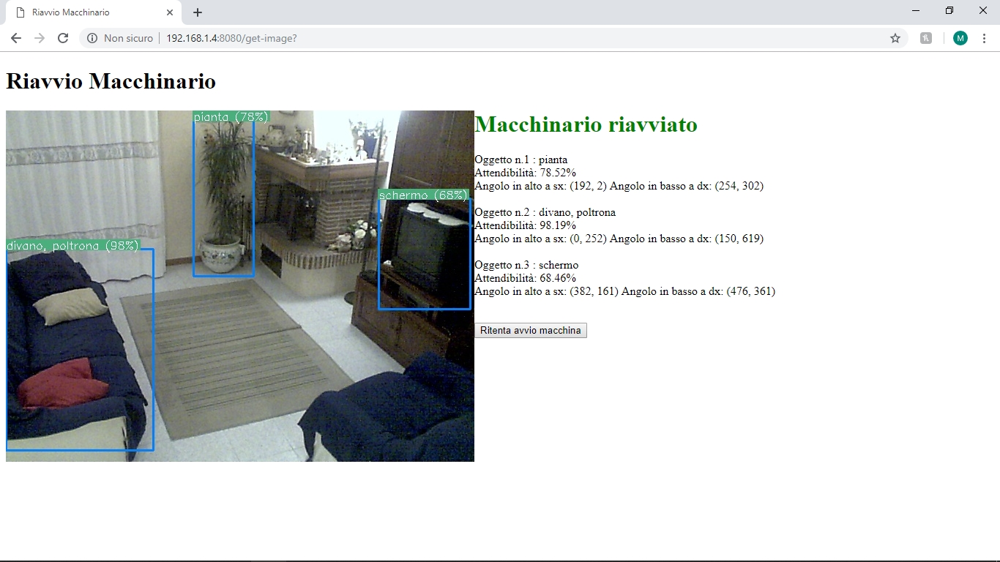 Riavvio Macchinario
Non sicuro
192.168.1.4:8080/get-image?
M
Riavvio Macchinario
pianta (78%)
schermo (68%)
divano, poltrona (98%)
Macchinario riavviato
Oggetto n.1 : pianta
Attendibilità: 78.52%
Angolo in alto a sx: (192, 2) Angolo in basso a dx: (254, 302)
Oggetto n.2 : divano, poltrona
Attendibilità: 98.19%
Angolo in alto a sx: (0, 252) Angolo in basso a dx: (150, 619)
Oggetto n.3 : schermo
Attendibilità: 68.46%
Angolo in alto a sx: (382, 161) Angolo in basso a dx: (476, 361)
Ritenta avvio macchina